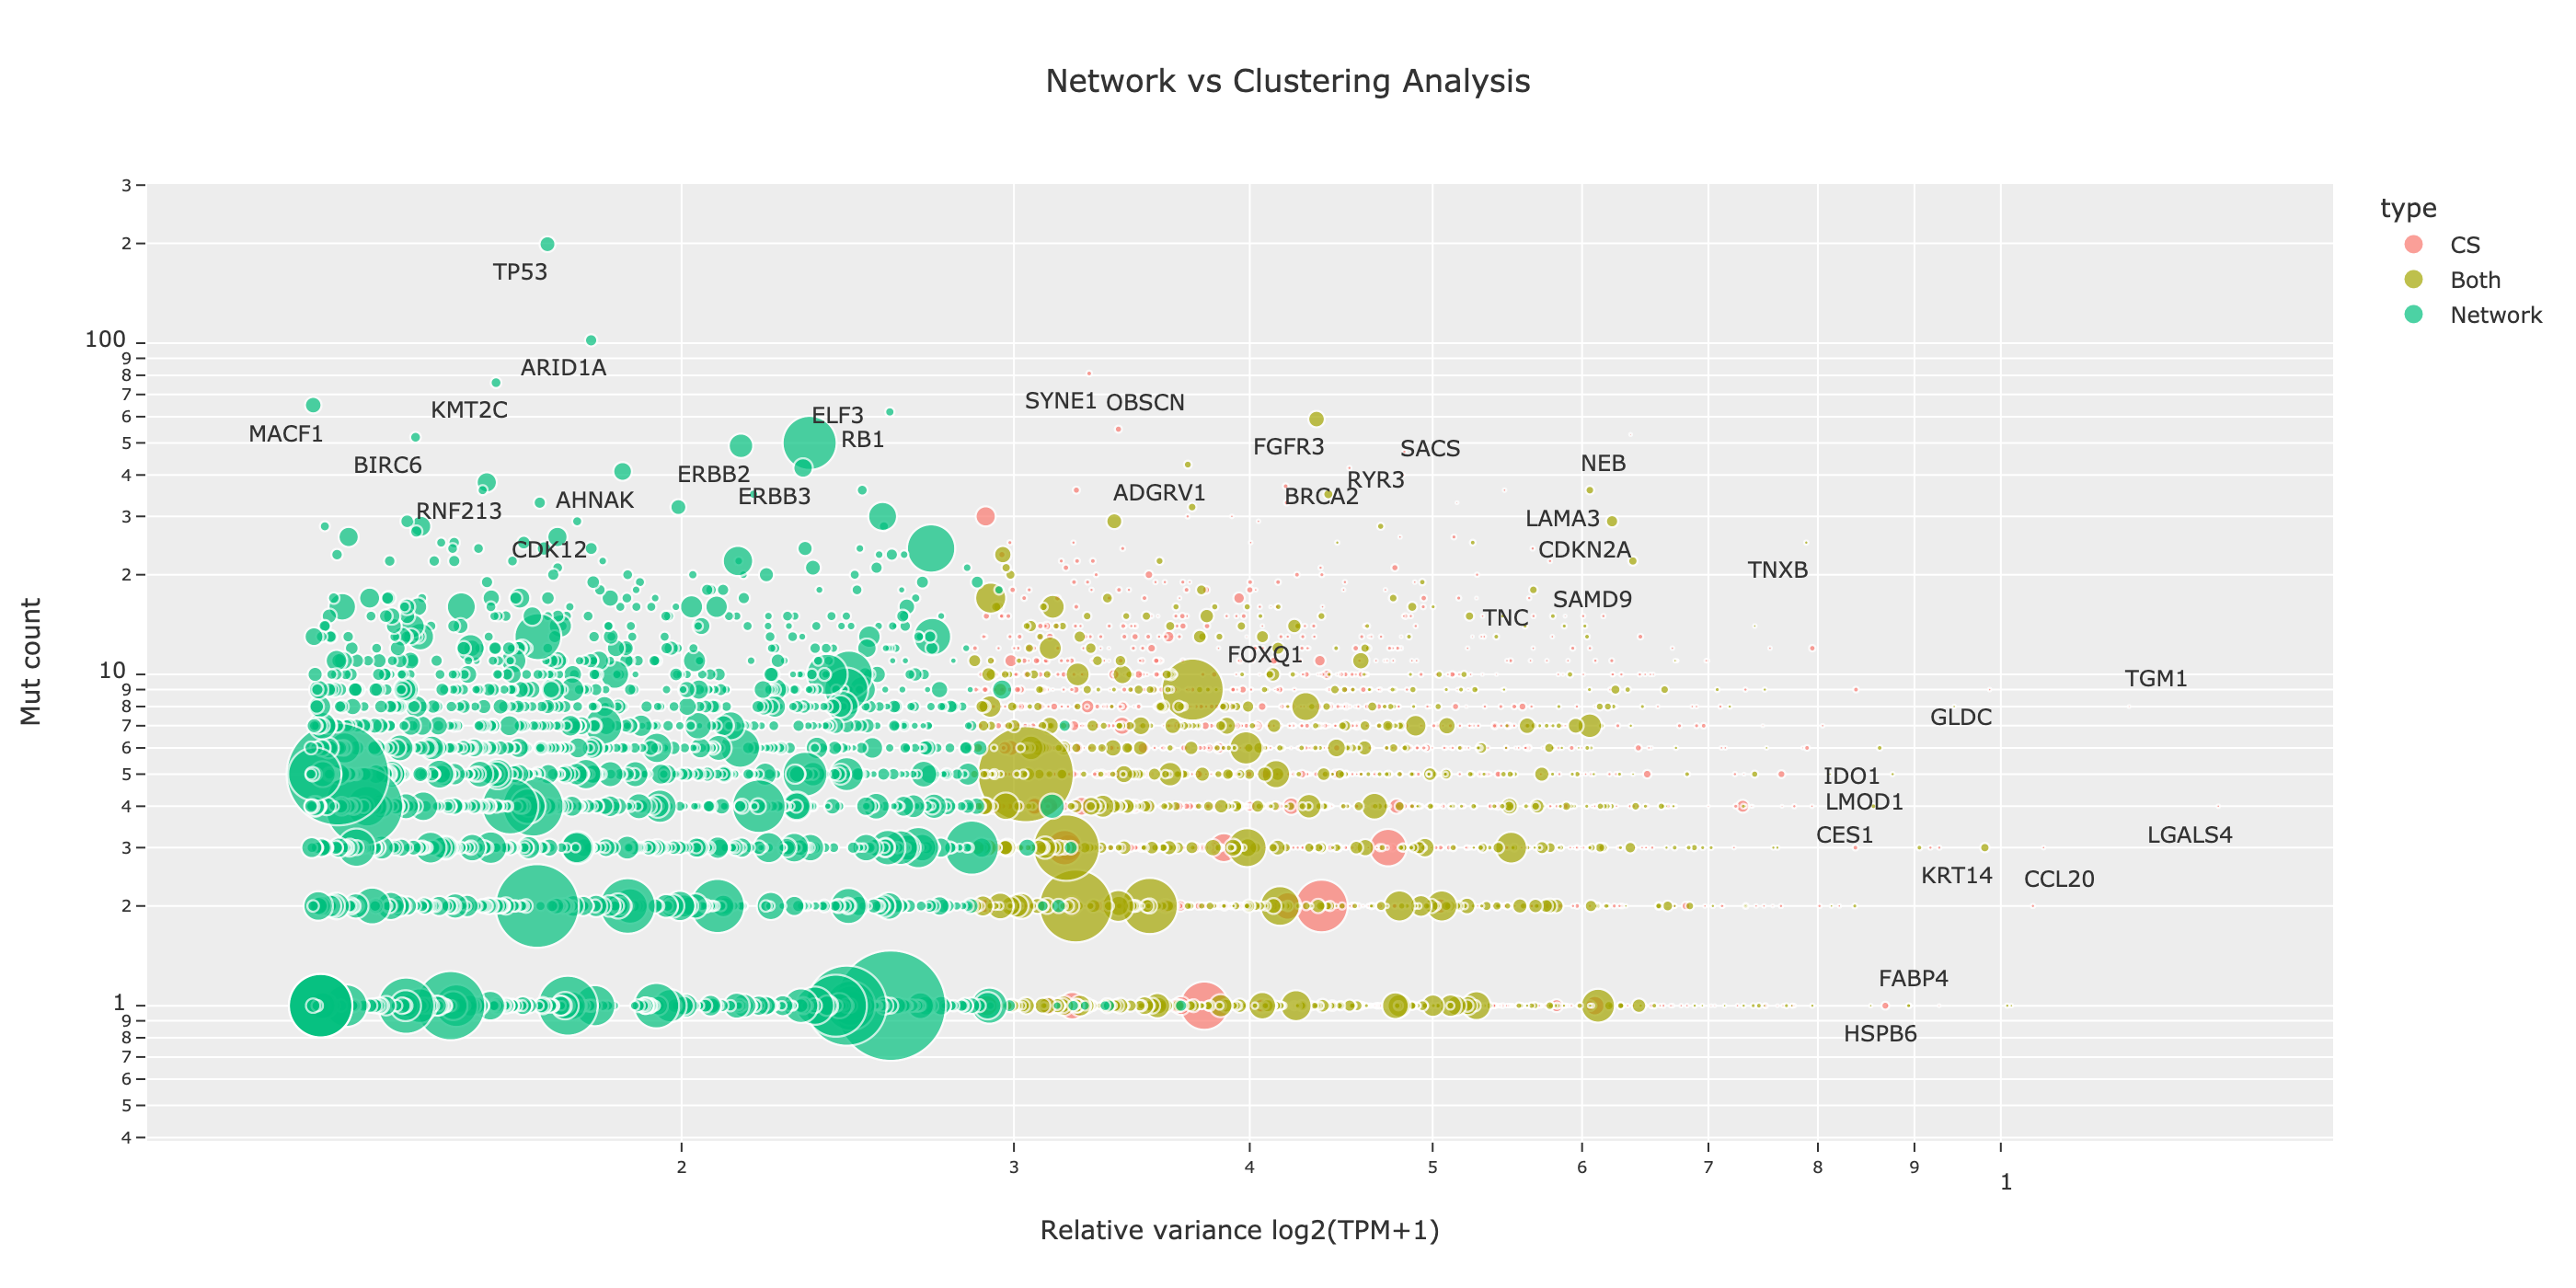 Network vs Clustering Analysis
type
CS
Both
Network
Mut count
3
2
100
9
8
7
6
5
4
3
2
10
9
8
7
6
5
4
3
2
1
9
8
7
6
5
4
TP53
ARID1A
KMT2C
MACF1
BIRC6
RNF213
AHNAK
CDK12
ELF3
RB1
ERBB2
ERBB3
SYNE1
OBSCN
FGFR3
SACS
NEB
RYR3
ADGRV1
BRCA2
LAMA3
CDKN2A
TNXB
SAMD9
TNC
FOXQ1
TGM1
GLDC
IDO1
LMOD1
CES1
LGALS4
KRT14
CCL20
FABP4
HSPB6
2
3
4
5
6
7
8
9
1
Relative variance log2(TPM+1)